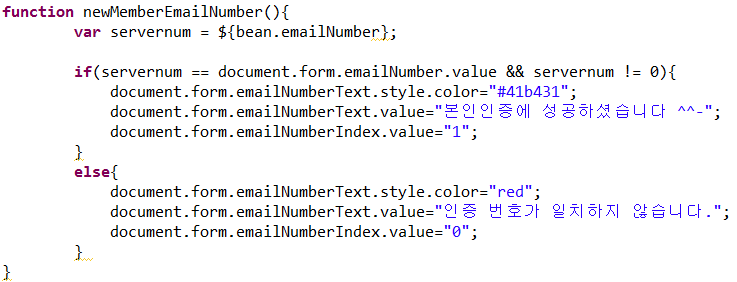 function newMemberEmailNumber(){
var servernum = ${bean.emailNumber};
if(servernum == document.form.emailNumber.value && servernum != 0){
document.form.emailNumberText.style.color="#41b431";
document.form.emailNumberText.value="본인인증에 성공하셨습니다 ^^-";
document.form.emailNumberIndex.value="1";
}
else{
document.form.emailNumberText.style.color="red";
document.form.emailNumberText.value="인증 번호가 일치하지 않습니다.";
document.form.emailNumberIndex.value="0";
}
}